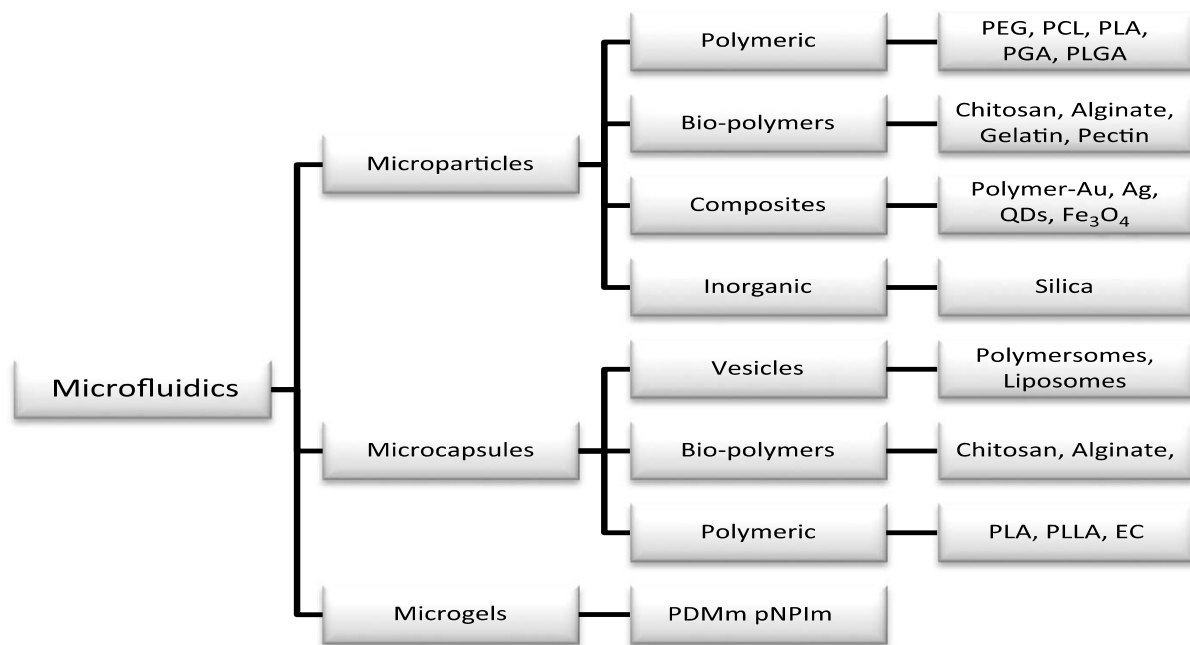 Microfluidics
Microparticles
Polymeric
PEG, PCL, PLA,
PGA, PLGA
Bio-polymers
Chitosan, Alginate,
Gelatin, Pectin
Composites
Polymer-Au, Ag,
QDs, Fe₃O₄
Inorganic
Silica
Microcapsules
Vesicles
Polymersomes,
Liposomes
Bio-polymers
Chitosan, Alginate,
Polymeric
PLA, PLLA, EC
Microgels
PDMm pNPIm